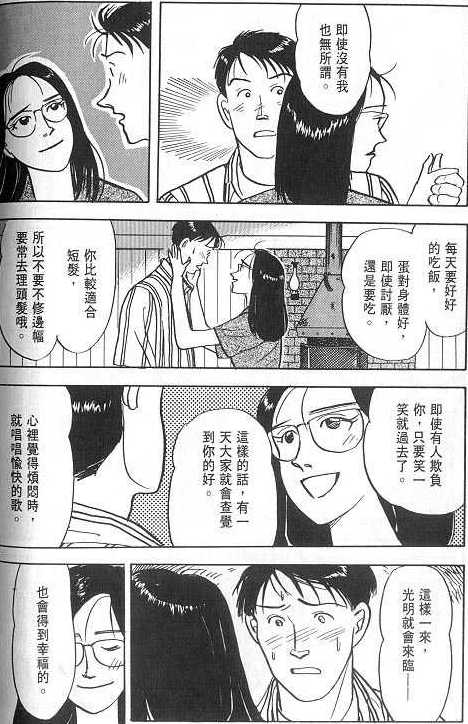 即使沒有我
也無所謂。
每天要好好
的吃飯，
蛋對身體好，
即使討厭，
還是要吃。
你比較適合
短髮，
所以不要不修邊幅
要常去理頭髮哦。
即使有人欺負
你，只要笑一
笑就過去了。
這樣的話，有一
天大家就會查覺
到你的好。
心裡覺得煩悶時，
就唱唱愉快的歌。
這樣一來，
光明就會來臨——
也會得到幸福的。